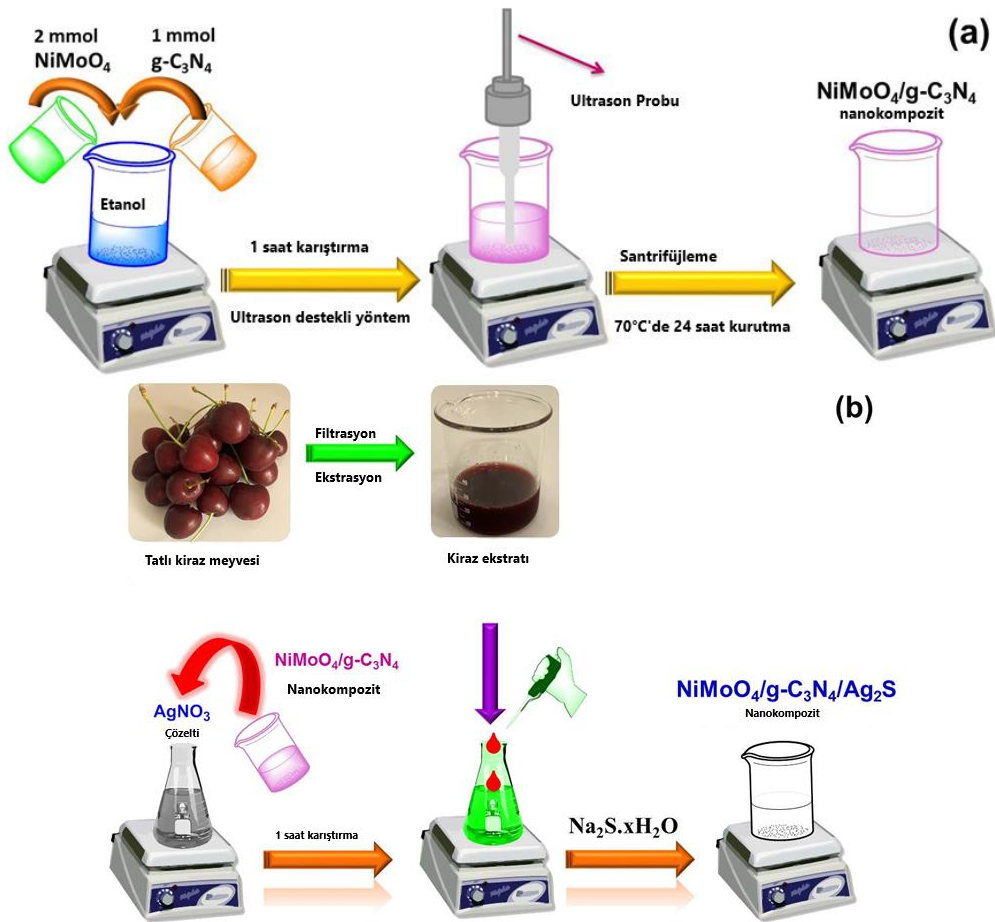 (a)
2 mmol
NiMoO₄
1 mmol
g-C₃N₄
Etanol
1 saat karıştırma
Ultrason destekli yöntem
Ultrason Probu
Santrifüjleme
70°C'de 24 saat kurutma
NiMoO₄/g-C₃N₄
nanokompozit
(b)
Filtrasyon
Ekstrasyon
Tatlı kiraz meyvesi
Kiraz ekstratı
NiMoO₄/g-C₃N₄
Nanokompozit
AgNO₃
Çözelti
1 saat karıştırma
Na₂S.xH₂O
NiMoO₄/g-C₃N₄/Ag₂S
Nanokompozit